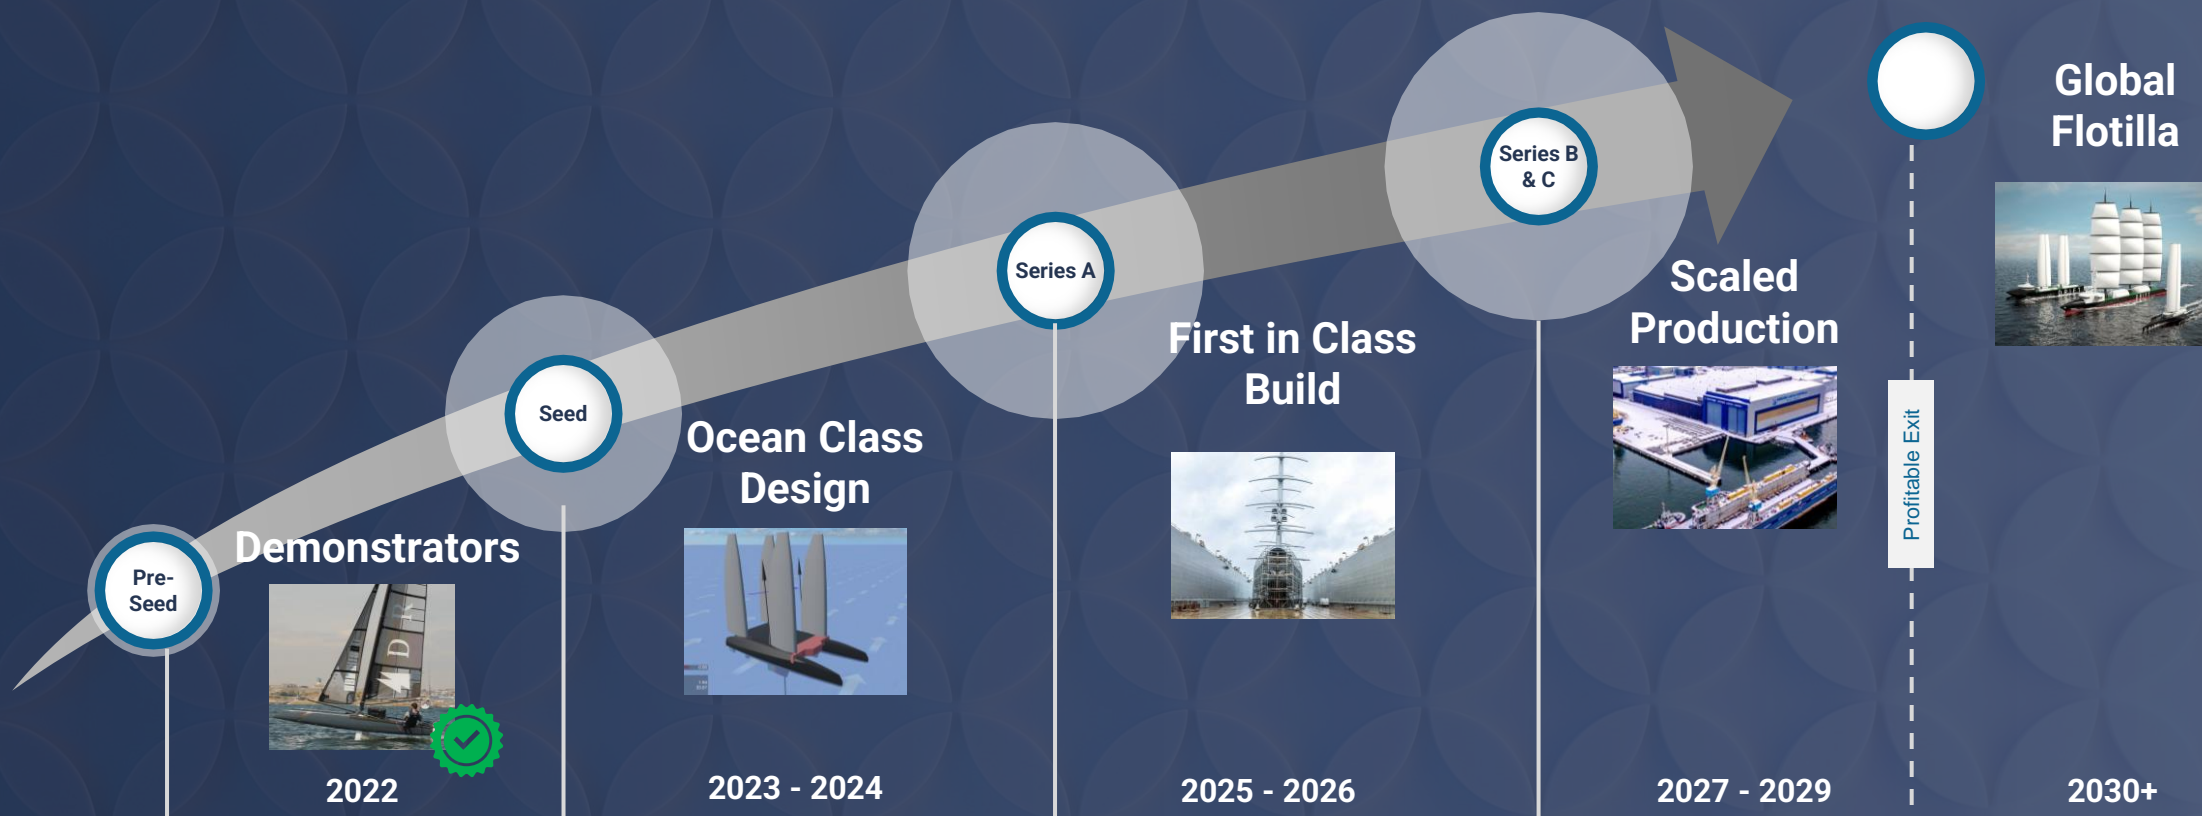 Pre-
Seed
Demonstrators
2022
Seed
Ocean Class
Design
2023 - 2024
Series A
First in Class
Build
2025 - 2026
Series B
& C
Scaled
Production
2027 - 2029
Profitable Exit
Global
Flotilla
2030+